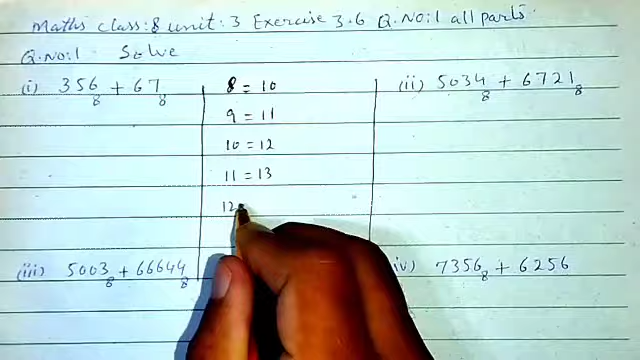 Maths class:8 unit:3 Exercise 3.6 Q.No:1 all parts.
Q.No:1 Solve
(i) 356₈ + 67₈
8 = 10
9 = 11
10 = 12
11 = 13
12
(ii) 5034₈ + 6721₈
(iii) 5003₈ + 66644₈
iv) 7356₈ + 6256